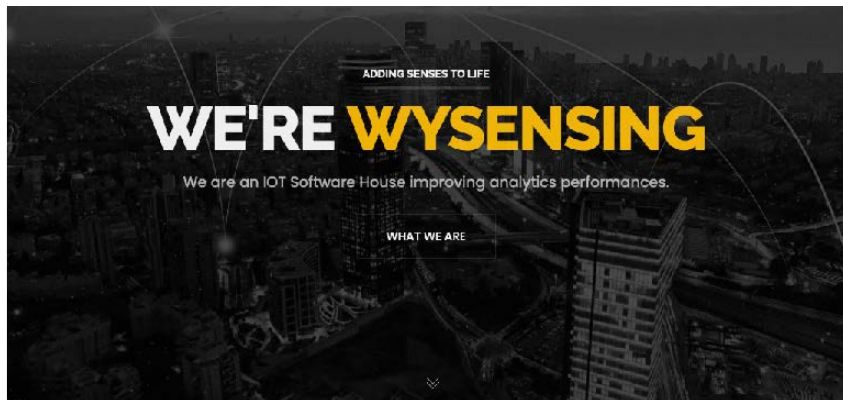 ADDING SENSES TO LIFE
WE'RE WYSENSING
We are an IOT Software House improving analytics performances.
WHAT WE ARE